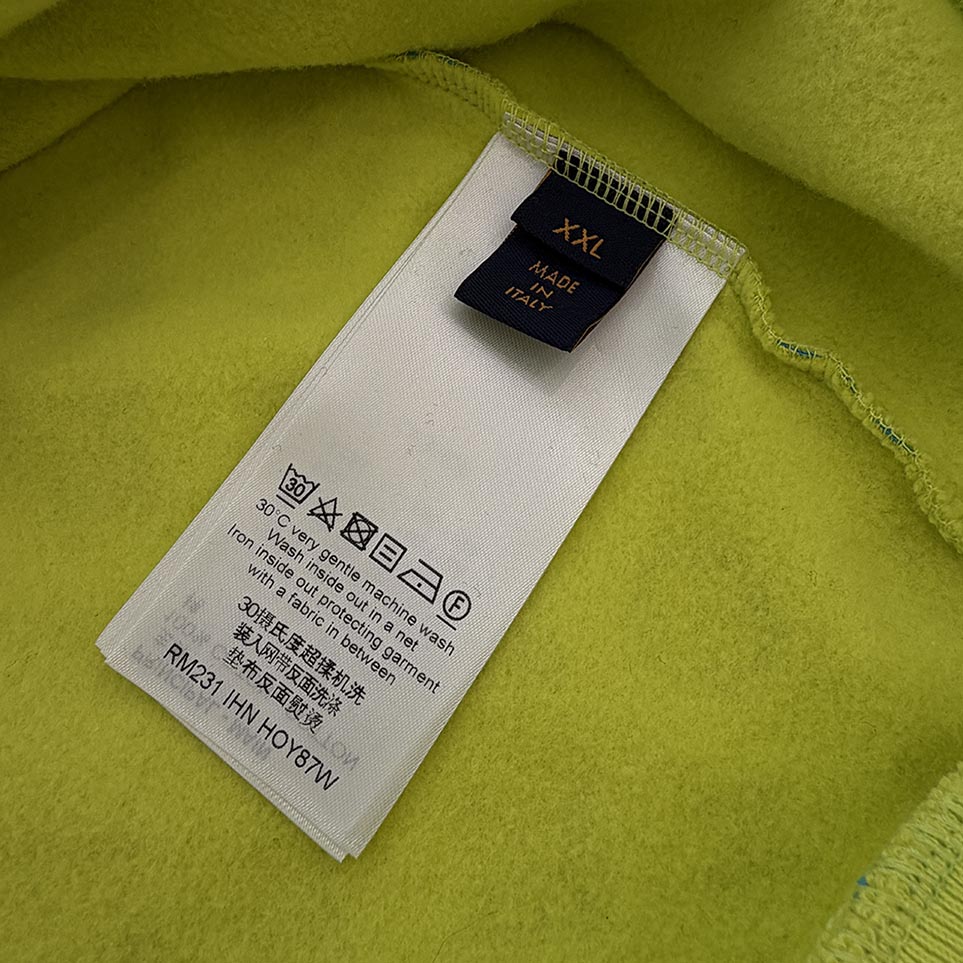 XXL
MADE
IN
ITALY
30
F
30°C very gentle machine wash
Wash inside out in a net
Iron inside out protecting garment
with a fabric in between
30摄氏度超揉机洗
装入网带反面洗涤
垫布反面熨烫
RM231 IHN HOY87W